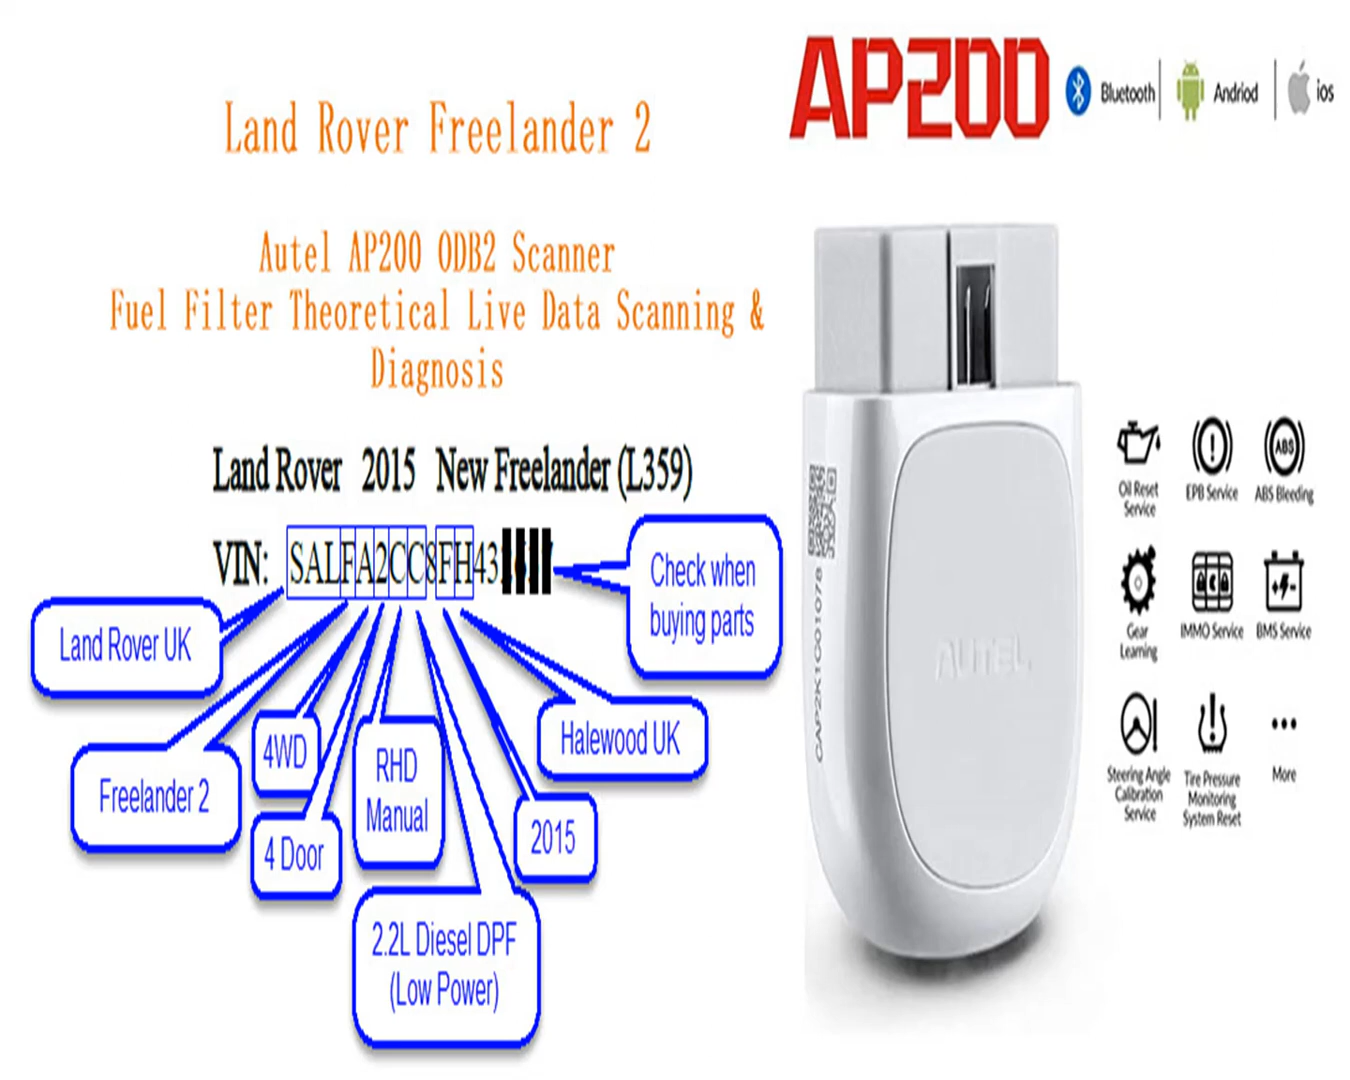 Land Rover Freelander 2
Autel AP200 ODB2 Scanner
Fuel Filter Theoretical Live Data Scanning &
Diagnosis
Land Rover 2015 New Freelander (L359)
VIN: SALFA2CC8FH43
Check when
buying parts
Land Rover UK
Freelander 2
4WD
4 Door
RHD
Manual
2.2L Diesel DPF
(Low Power)
2015
Halewood UK
AP200
Bluetooth
Andriod
ios
AUTEL
CAP2K1C01078
Oil Reset
Service
EPB Service
ABS
ABS Bleeding
Gear
Learning
IMMO Service
BMS Service
Steering Angle
Calibration
Service
Tire Pressure
Monitoring
System Reset
More